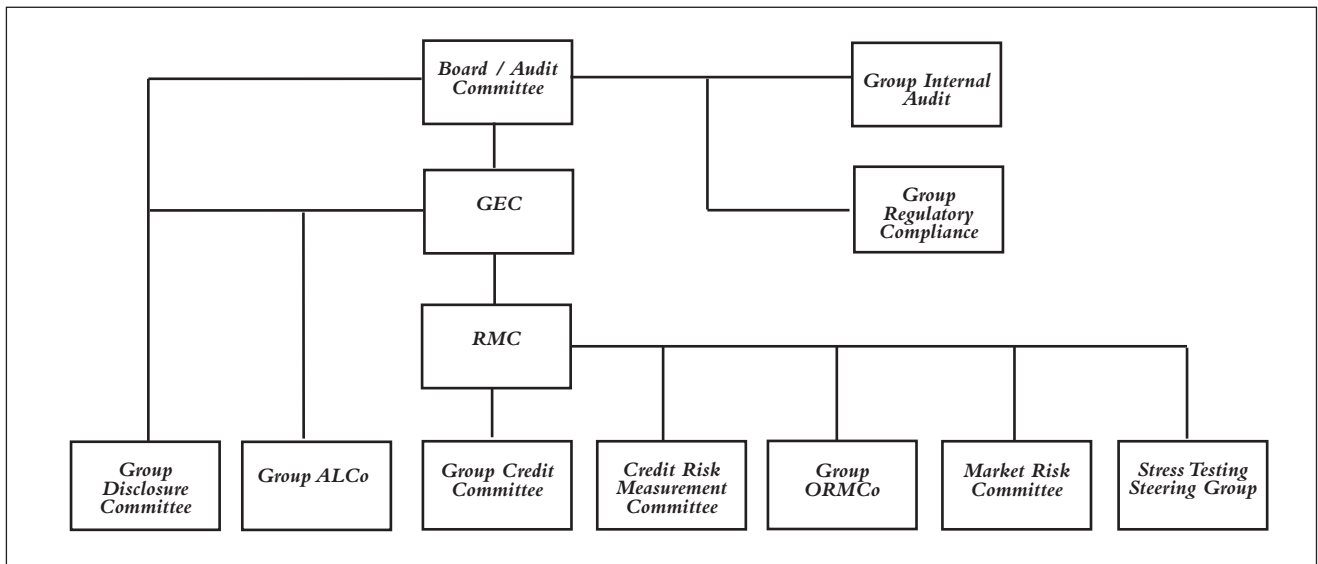 Board / Audit
Committee
Group Internal
Audit
GEC
Group
Regulatory
Compliance
RMC
Group
Disclosure
Committee
Group ALCo
Group Credit
Committee
Credit Risk
Measurement
Committee
Group
ORMCo
Market Risk
Committee
Stress Testing
Steering Group